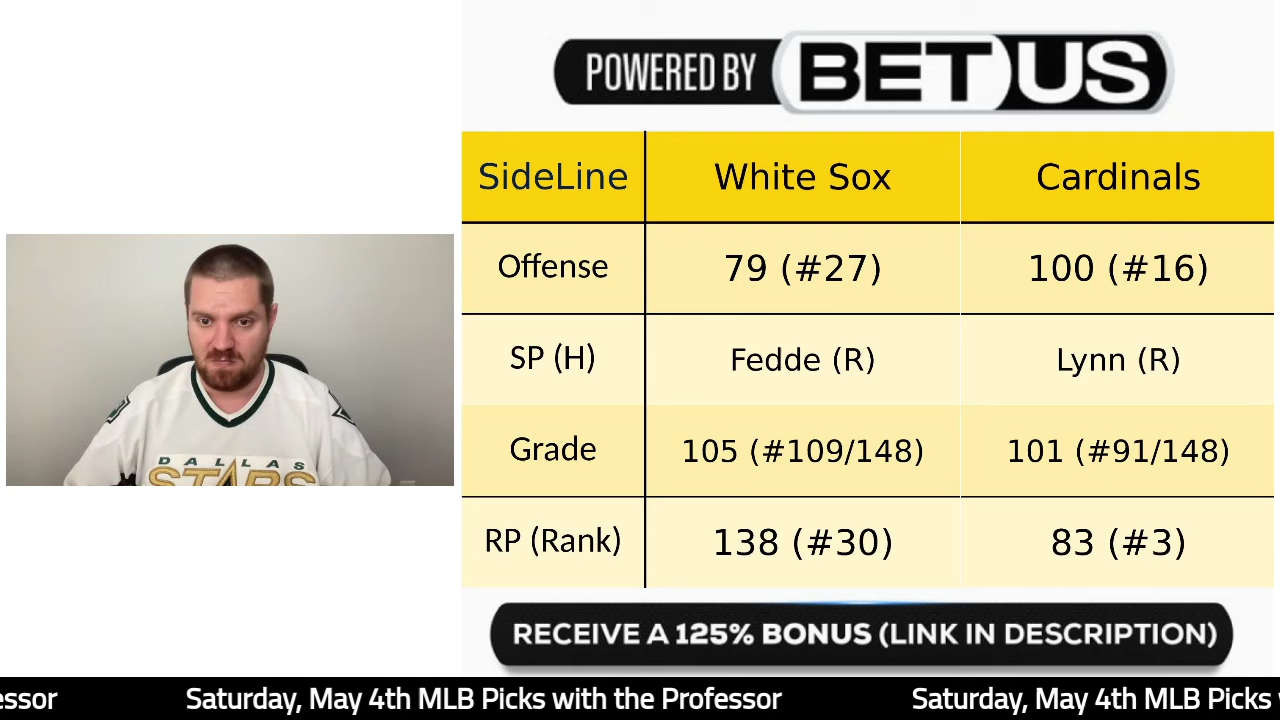 POWERED BY BETUS
SideLine White Sox Cardinals
Offense 79 (#27) 100 (#16)
SP (H) Fedde (R) Lynn (R)
Grade 105 (#109/148) 101 (#91/148)
RP (Rank) 138 (#30) 83 (#3)
DALLAS
STARS
RECEIVE A 125% BONUS (LINK IN DESCRIPTION)
essor Saturday, May 4th MLB Picks with the Professor Saturday, May 4th MLB Picks